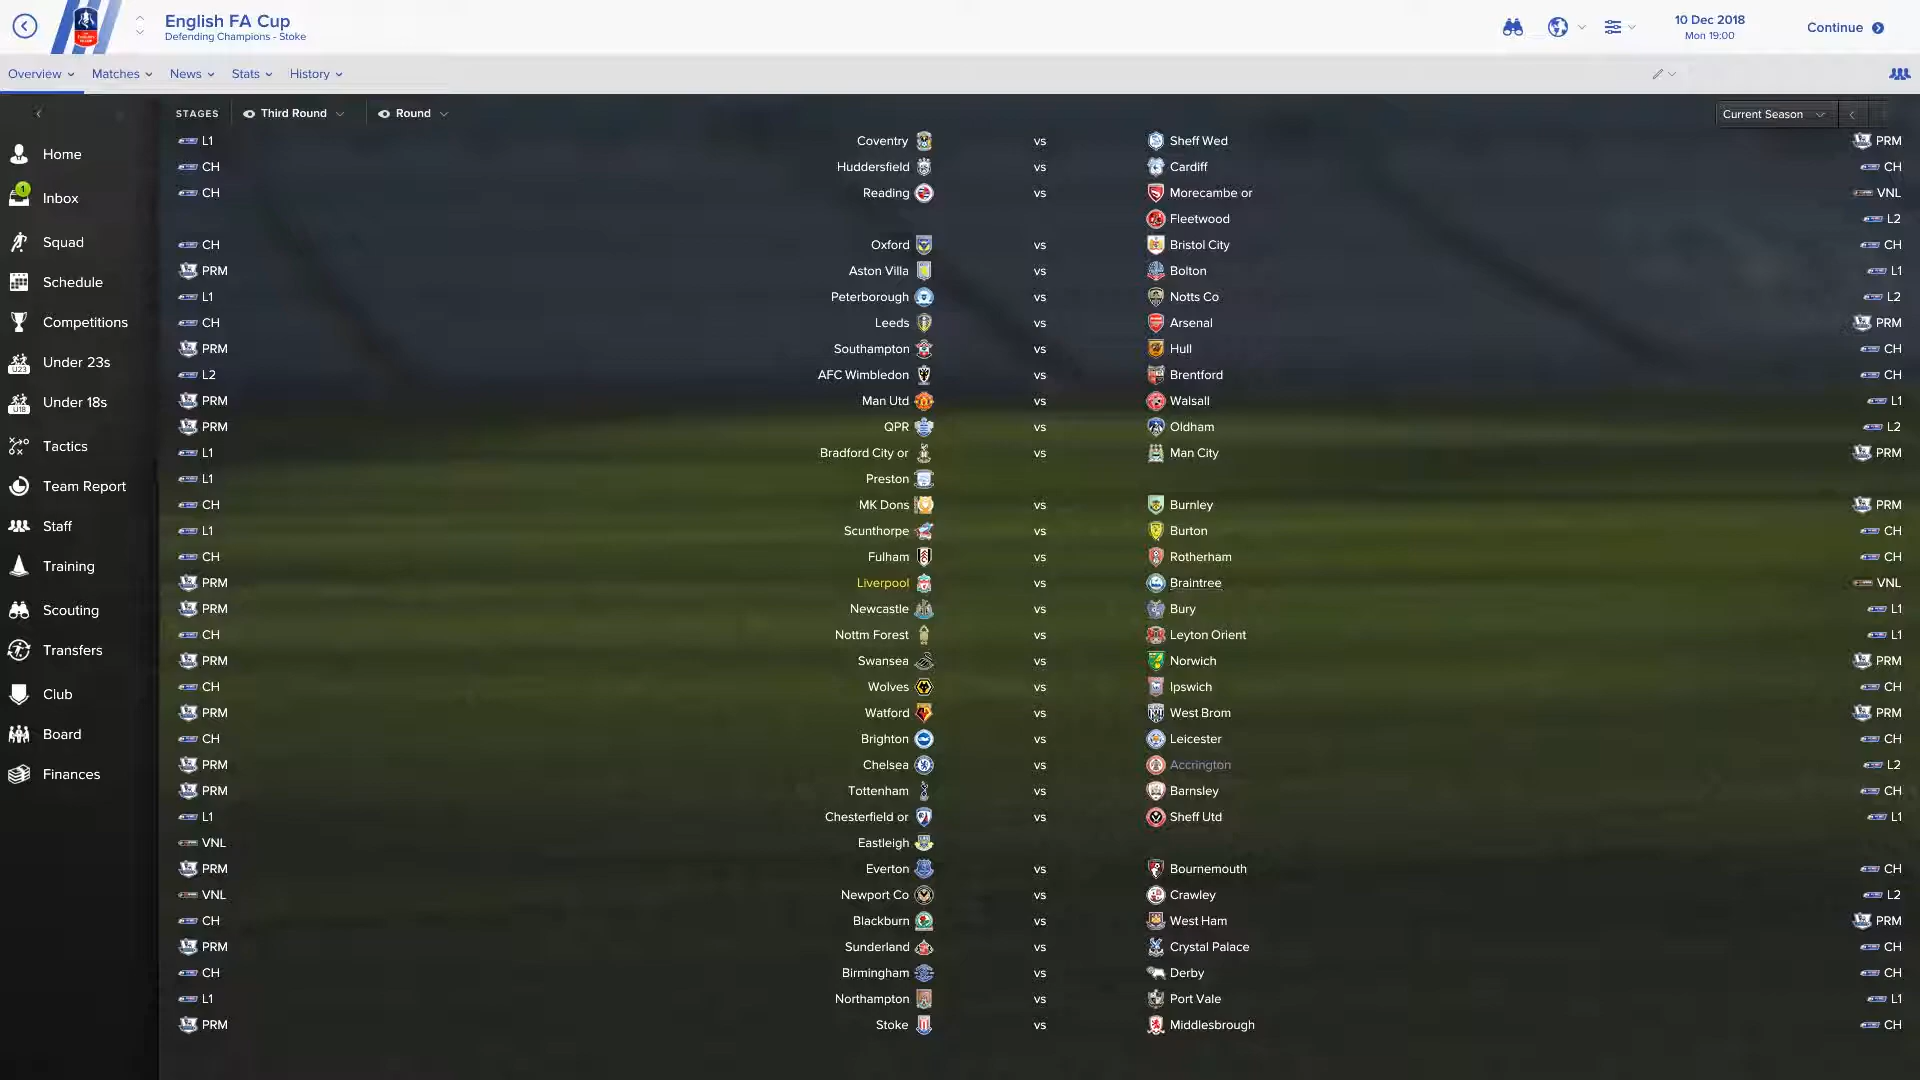 English FA Cup
Defending Champions - Stoke
10 Dec 2018
Mon 19:00
Continue
Overview Matches News Stats History
STAGES Third Round Round Current Season
1
Home
Inbox
Squad
Schedule
Competitions
U23 Under 23s
U18 Under 18s
Tactics
Team Report
Staff
Training
Scouting
Transfers
Club
Board
Finances
L1 Coventry vs Sheff Wed PRM
CH Huddersfield vs Cardiff CH
CH Reading vs Morecambe or VNL
Fleetwood L2
CH Oxford vs Bristol City CH
PRM Aston Villa vs Bolton L1
L1 Peterborough vs Notts Co L2
CH Leeds vs Arsenal PRM
PRM Southampton vs Hull CH
L2 AFC Wimbledon vs Brentford CH
PRM Man Utd vs Walsall L1
PRM QPR vs Oldham L2
L1 Bradford City or vs Man City PRM
L1 Preston
CH MK Dons vs Burnley PRM
L1 Scunthorpe vs Burton CH
CH Fulham vs Rotherham CH
PRM Liverpool vs Braintree VNL
PRM Newcastle vs Bury L1
CH Nottm Forest vs Leyton Orient L1
PRM Swansea vs Norwich PRM
CH Wolves vs Ipswich CH
PRM Watford vs West Brom PRM
CH Brighton vs Leicester CH
PRM Chelsea vs Accrington L2
PRM Tottenham vs Barnsley CH
L1 Chesterfield or vs Sheff Utd L1
VNL Eastleigh
PRM Everton vs Bournemouth CH
VNL Newport Co vs Crawley L2
CH Blackburn vs West Ham PRM
PRM Sunderland vs Crystal Palace CH
CH Birmingham vs Derby CH
L1 Northampton vs Port Vale L1
PRM Stoke vs Middlesbrough CH